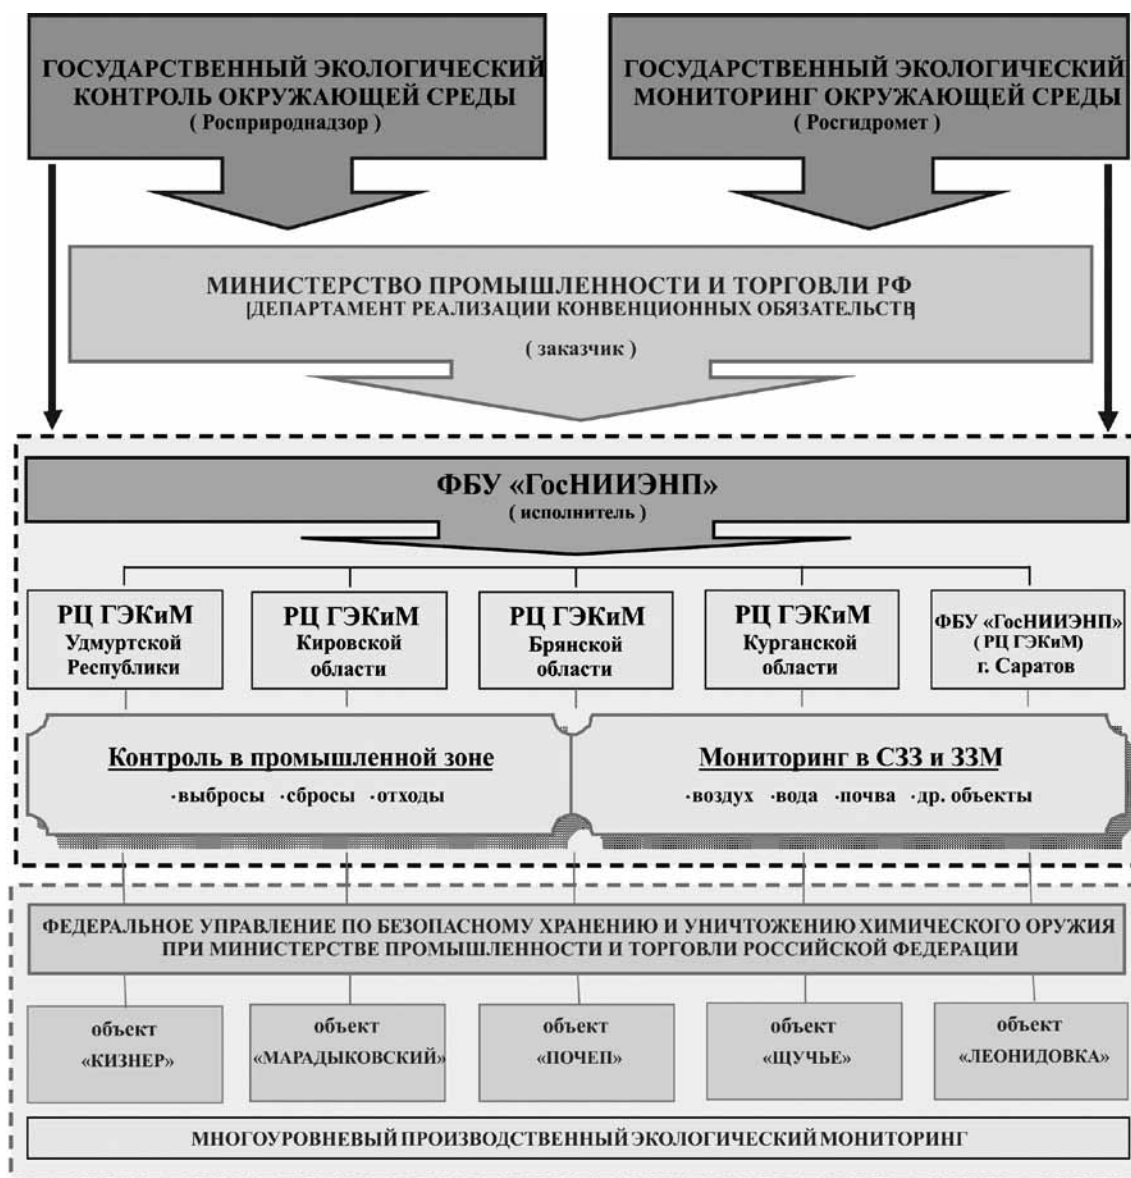 ГОСУДАРСТВЕННЫЙ ЭКОЛОГИЧЕСКИЙ
КОНТРОЛЬ ОКРУЖАЮЩЕЙ СРЕДЫ
( Росприроднадзор )
ГОСУДАРСТВЕННЫЙ ЭКОЛОГИЧЕСКИЙ
МОНИТОРИНГ ОКРУЖАЮЩЕЙ СРЕДЫ
( Росгидромет )
МИНИСТЕРСТВО ПРОМЫШЛЕННОСТИ И ТОРГОВЛИ РФ
[ДЕПАРТАМЕНТ РЕАЛИЗАЦИИ КОНВЕНЦИОННЫХ ОБЯЗАТЕЛЬСТВ]
( заказчик )
ФБУ «ГосНИИЭНП»
( исполнитель )
РЦ ГЭКиМ
Удмуртской
Республики
РЦ ГЭКиМ
Кировской
области
РЦ ГЭКиМ
Брянской
области
РЦ ГЭКиМ
Курганской
области
ФБУ «ГосНИИЭНП»
( РЦ ГЭКиМ)
г. Саратов
Контроль в промышленной зоне
·выбросы ·сбросы ·отходы
Мониторинг в СЗЗ и ЗЗМ
·воздух ·вода ·почва ·др. объекты
ФЕДЕРАЛЬНОЕ УПРАВЛЕНИЕ ПО БЕЗОПАСНОМУ ХРАНЕНИЮ И УНИЧТОЖЕНИЮ ХИМИЧЕСКОГО ОРУЖИЯ
ПРИ МИНИСТЕРСТВЕ ПРОМЫШЛЕННОСТИ И ТОРГОВЛИ РОССИЙСКОЙ ФЕДЕРАЦИИ
объект
«КИЗНЕР»
объект
«МАРАДЫКОВСКИЙ»
объект
«ПОЧЕП»
объект
«ЩУЧЬЕ»
объект
«ЛЕОНИДОВКА»
МНОГОУРОВНЕВЫЙ ПРОИЗВОДСТВЕННЫЙ ЭКОЛОГИЧЕСКИЙ МОНИТОРИНГ